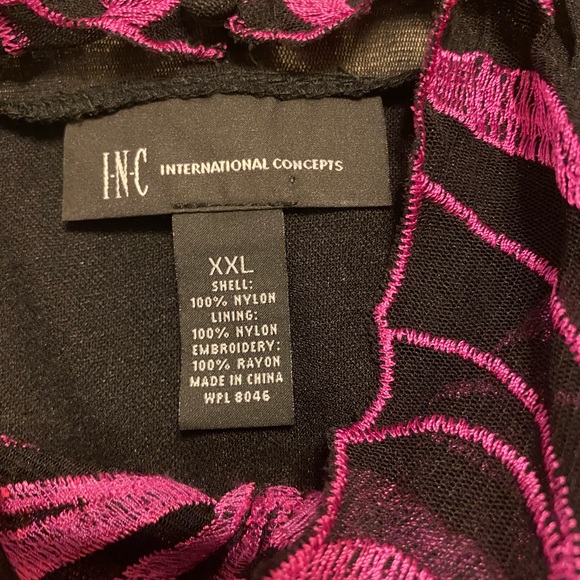 I·N·C INTERNATIONAL CONCEPTS
XXL
SHELL:
100% NYLON
LINING:
100% NYLON
EMBROIDERY:
100% RAYON
MADE IN CHINA
WPL 8046